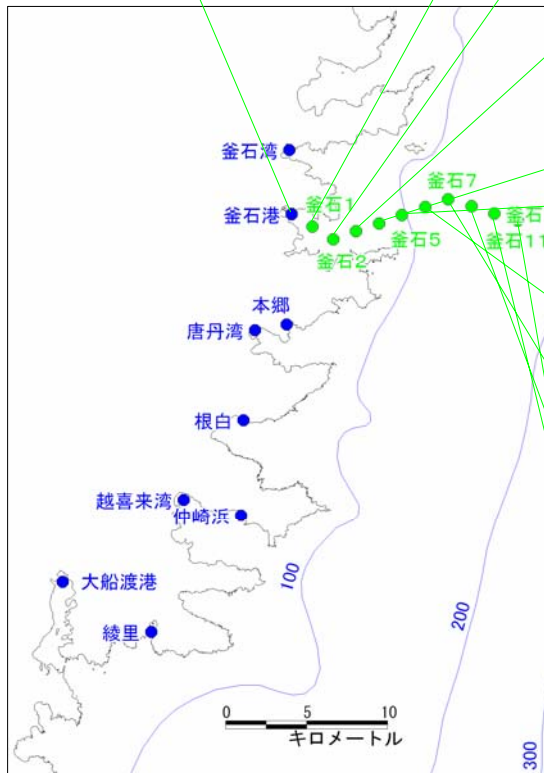 釜石湾
釜石港
釜石1
釜石2
釜石5
釜石7
釜石
釜石11
本郷
唐丹湾
根白
越喜来湾
仲崎浜
大船渡港
綾里
100
200
300
0 5 10
キロメートル